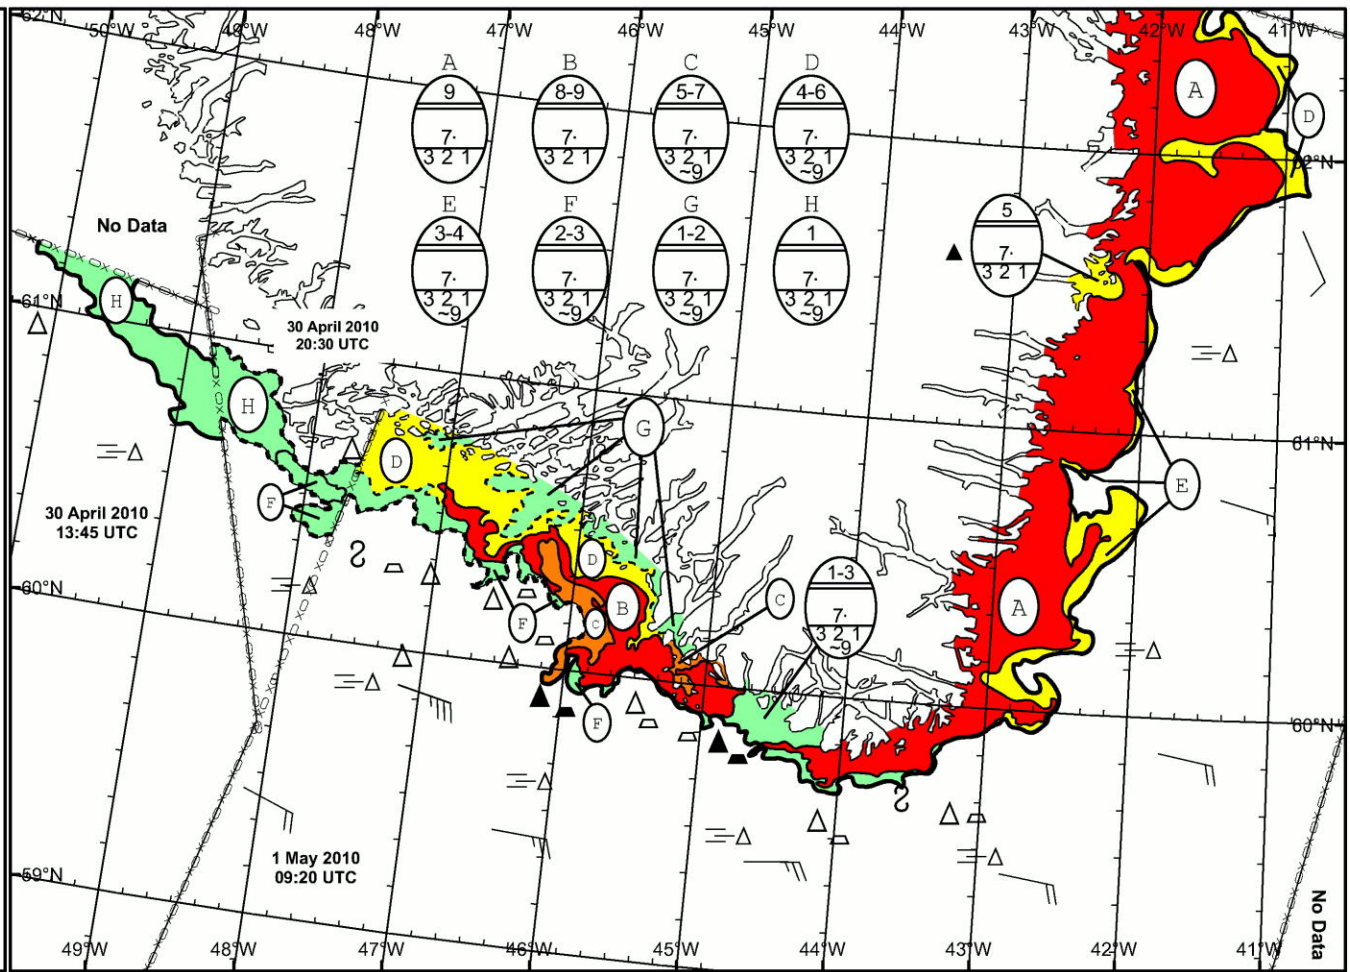 62°N
50°W 49°W 48°W 47°W 46°W 45°W 44°W 43°W 42°W 41°W
A B C D
9 8-9 5-7 4-6
7· 7· 7· 7·
3 2 1 3 2 1 3 2 1 3 2 1
~9 ~9
A
D
62°N
E F G H
3-4 2-3 1-2 1
7· 7· 7· 7·
3 2 1 3 2 1 3 2 1 3 2 1
~9 ~9 ~9 ~9
5
7·
3 2 1
No Data
H
61°N
30 April 2010
20:30 UTC
H
G
61°N
D
E
F
30 April 2010
13:45 UTC
D
60°N
1-3
7·
3 2 1
~9
C
B
A
F
C
F
60°N
1 May 2010
09:20 UTC
59°N
No Data
49°W 48°W 47°W 46°W 45°W 44°W 43°W 42°W 41°W